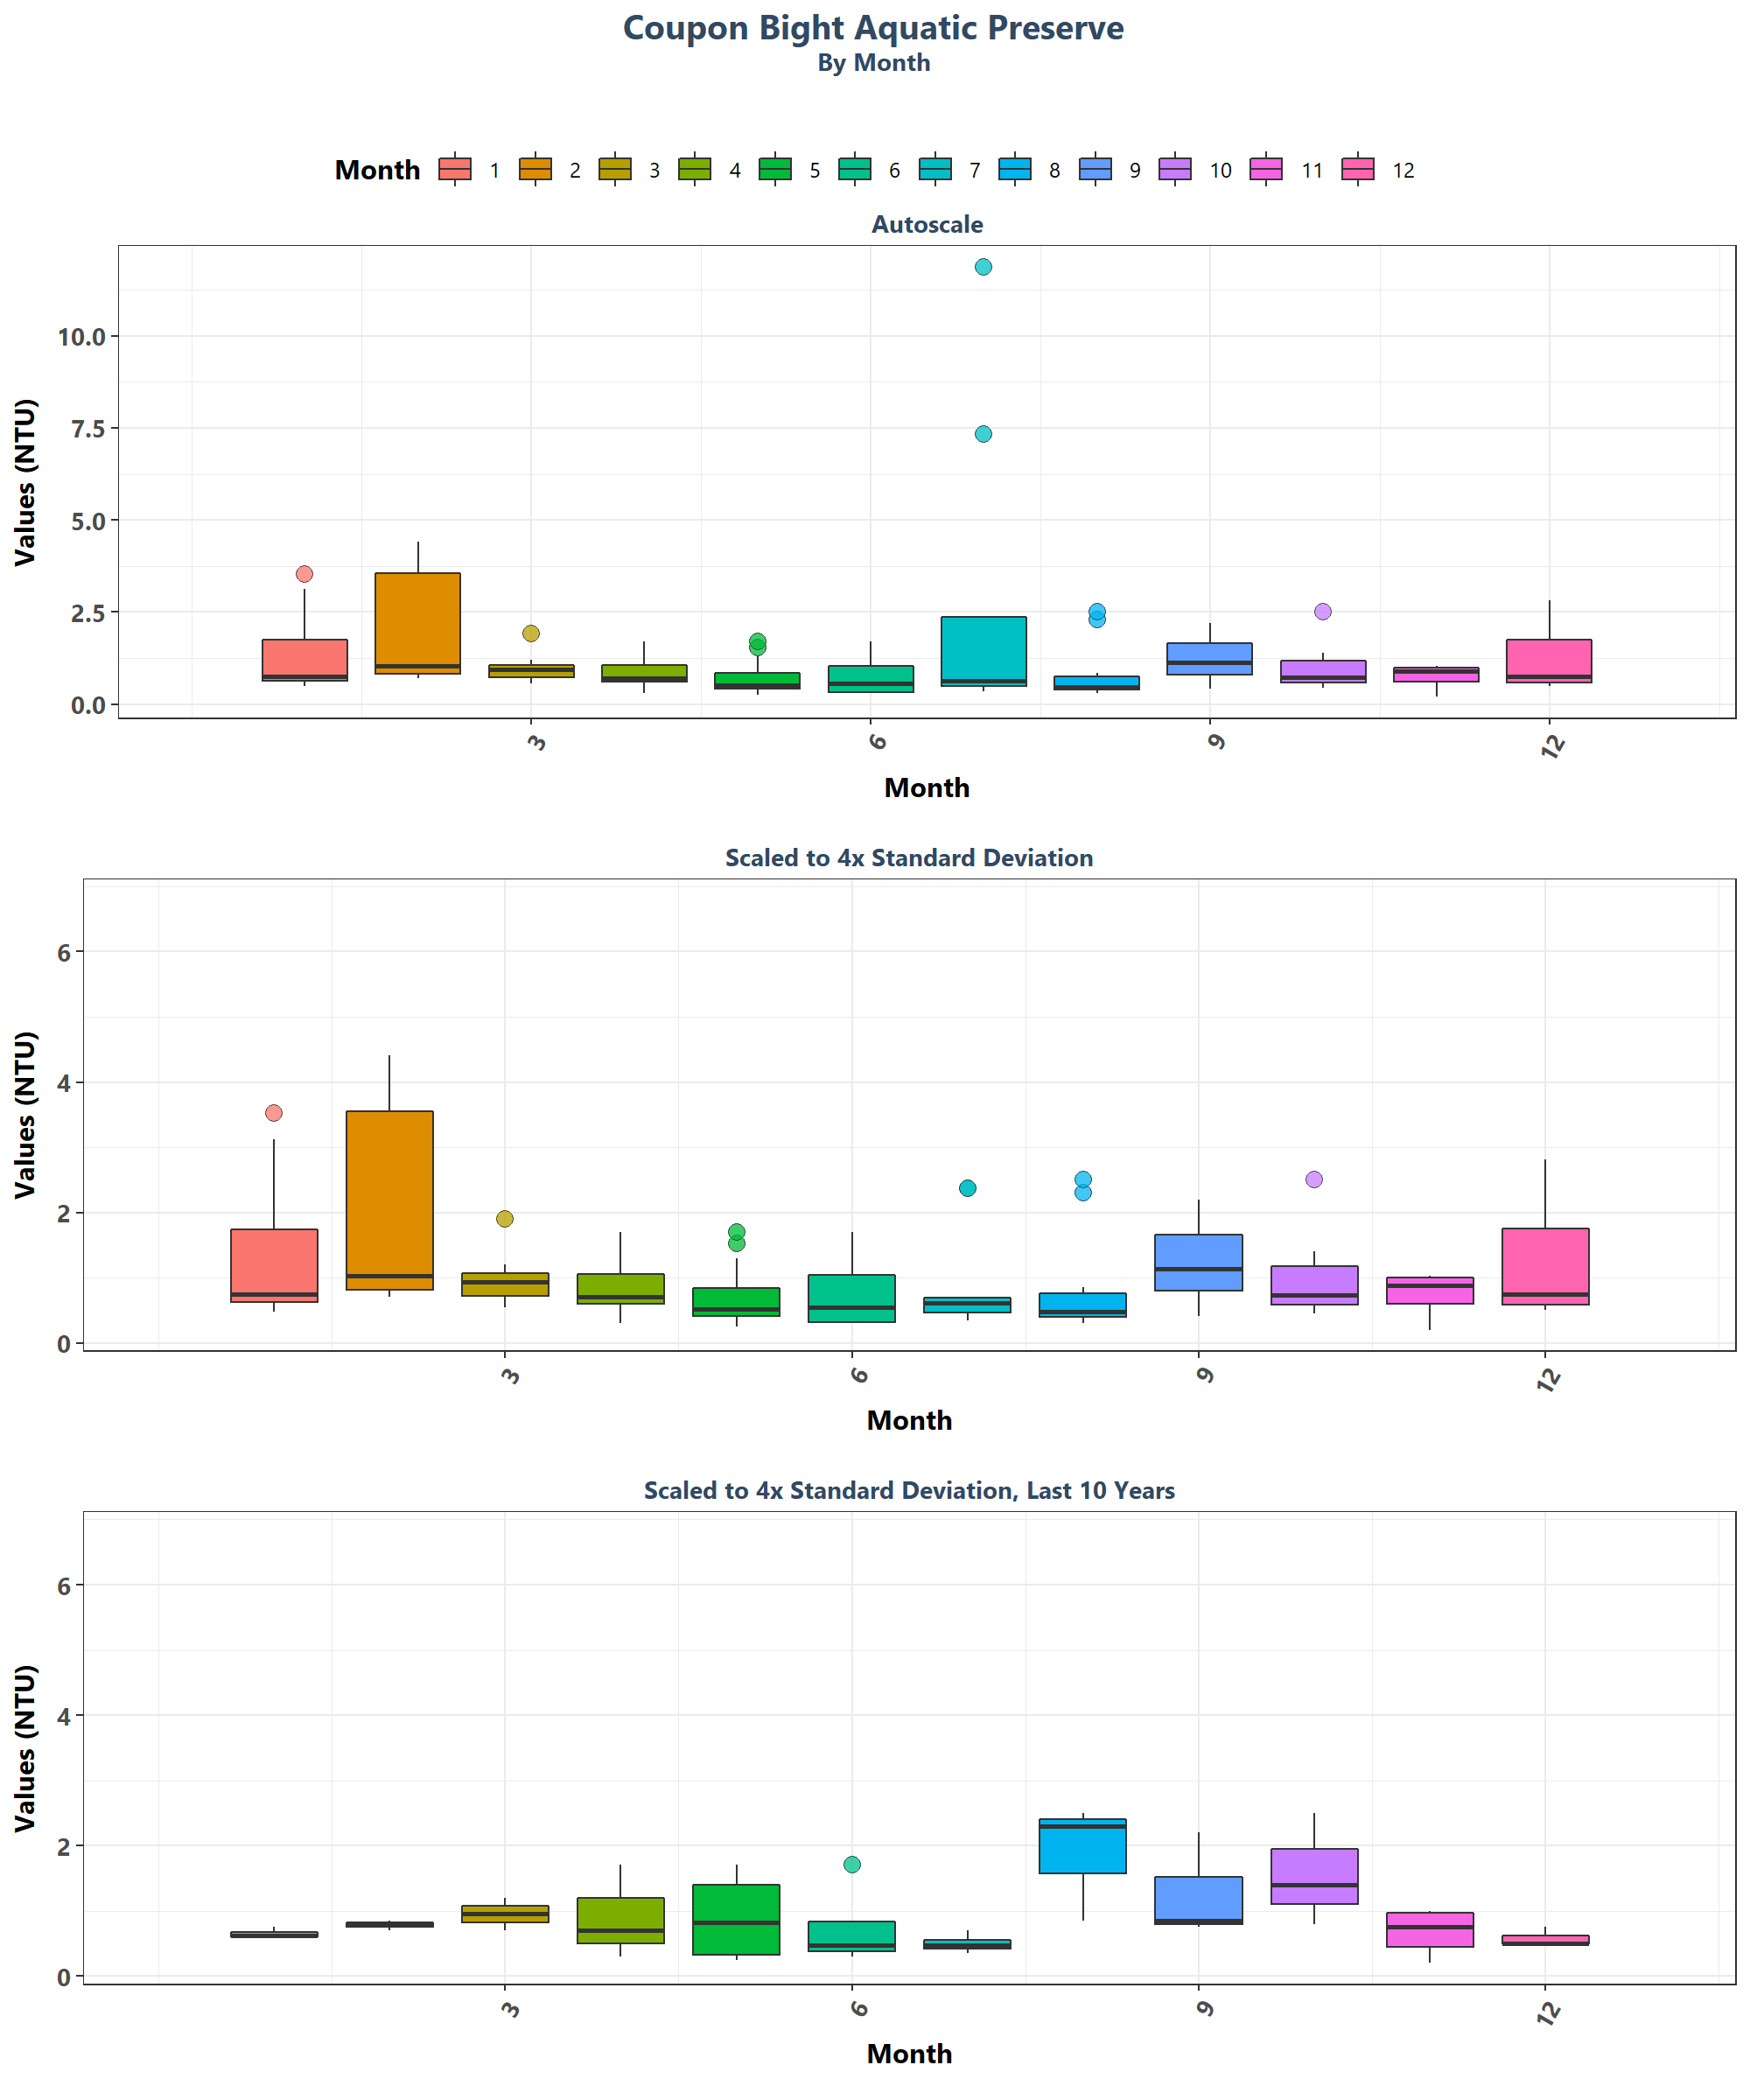 Coupon Bight Aquatic Preserve
By Month
Month 1 2 3 4 5 6 7 8 9 10 11 12
Autoscale
Values (NTU)
10.0
7.5
5.0
2.5
0.0
3 6 9 12
Month
Scaled to 4x Standard Deviation
Values (NTU)
6
4
2
0
3 6 9 12
Month
Scaled to 4x Standard Deviation, Last 10 Years
Values (NTU)
6
4
2
0
3 6 9 12
Month